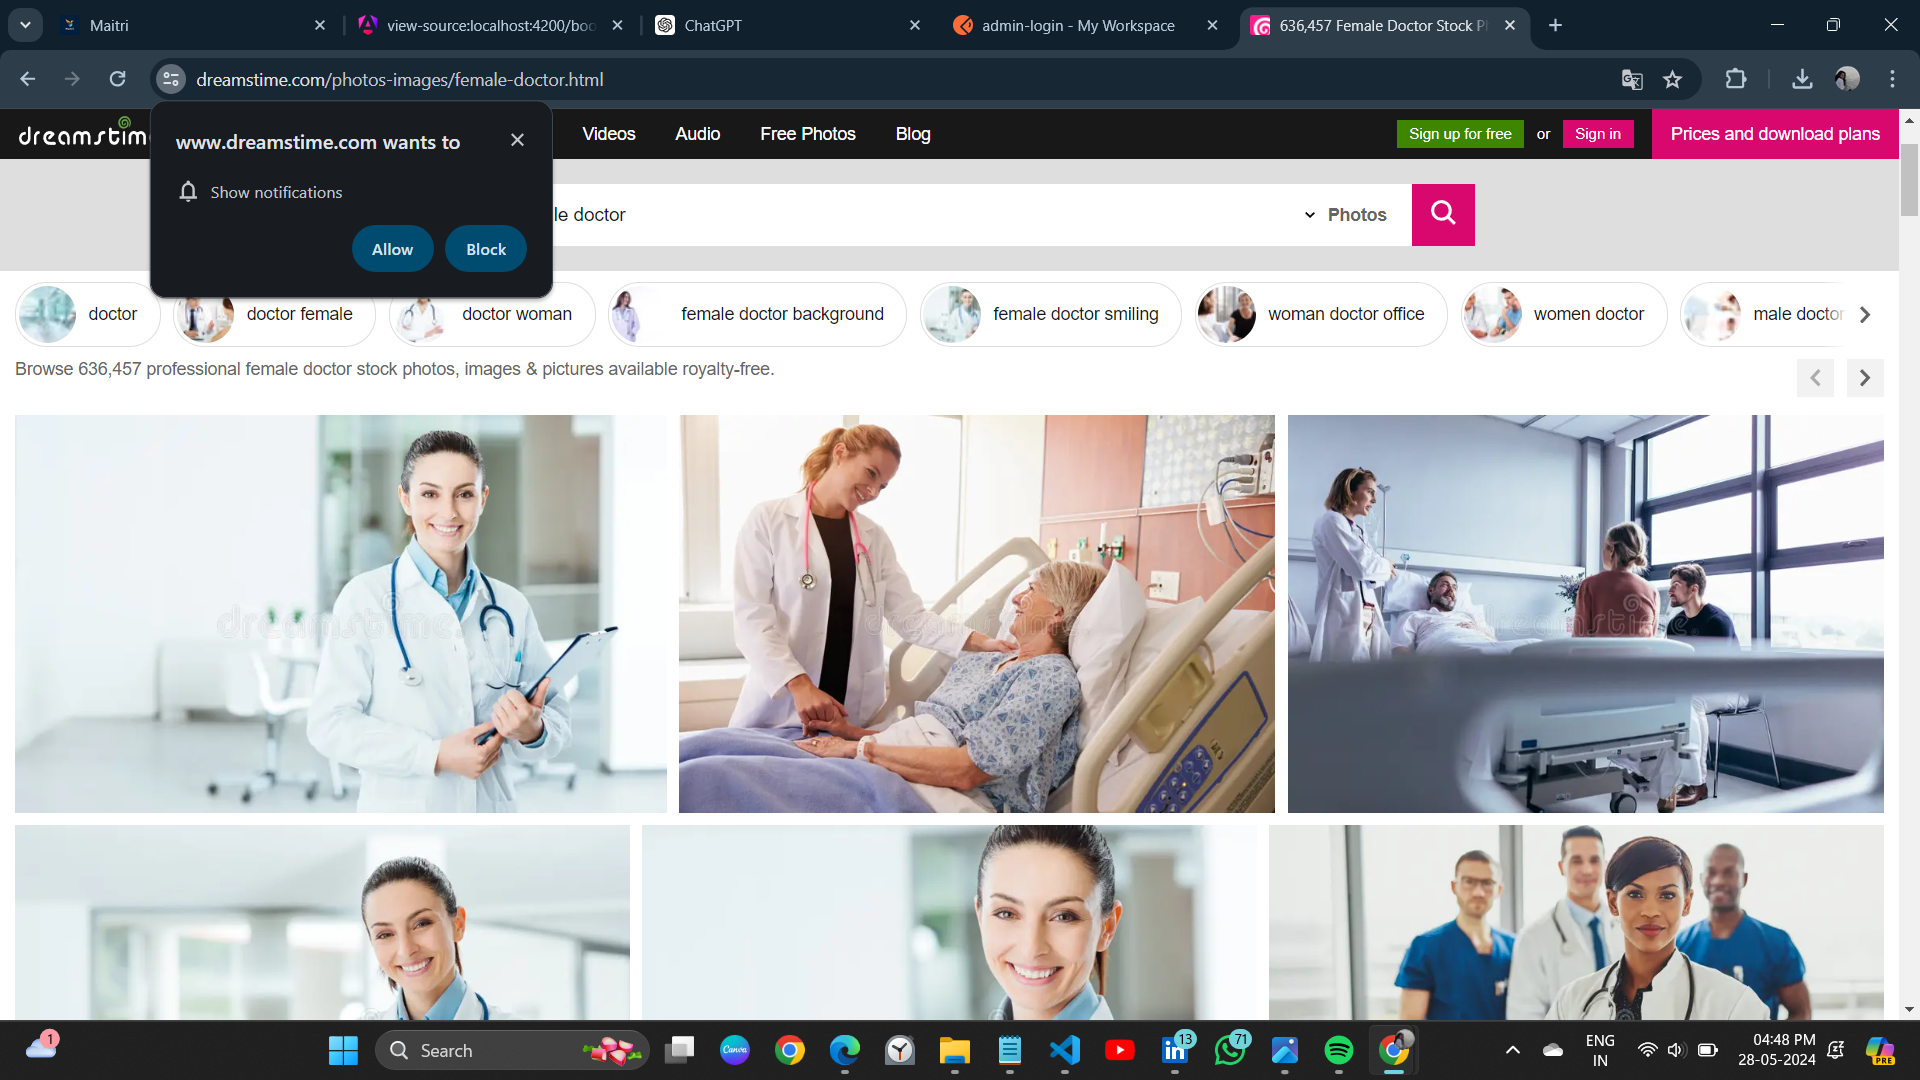 Maitri
view-source:localhost:4200/boo
ChatGPT
admin-login - My Workspace
636,457 Female Doctor Stock P
dreamstime.com/photos-images/female-doctor.html
dreamstim
Videos
Audio
Free Photos
Blog
Sign up for free
or
Sign in
Prices and download plans
www.dreamstime.com wants to
Show notifications
Allow
Block
le doctor
Photos
doctor
doctor female
doctor woman
female doctor background
female doctor smiling
woman doctor office
women doctor
male doctor
Browse 636,457 professional female doctor stock photos, images & pictures available royalty-free.
dreamstime.
dreamstime.
dreamstime.
1
Search
Canva
13
71
ENG
IN
04:48 PM
28-05-2024
PRE